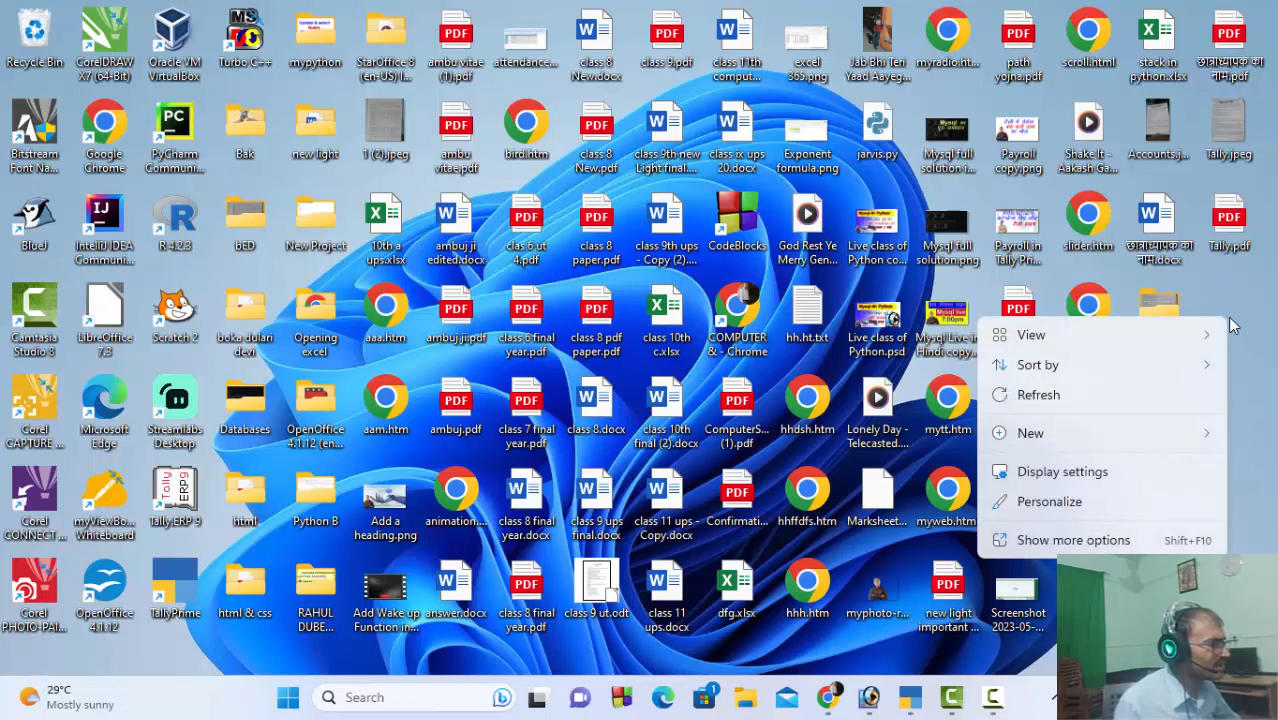 Recycle Bin
CorelDRAW
X7 (64-Bit)
Oracle VM
VirtualBox
Turbo C++
mypython
StarOffice 8
(en-US) I...
ambu vitae
(1).pdf
attendance...
class 8
New.docx
class 9.pdf
class 11th
comput...
excel
365.png
Jab Bhi Teri
Yaad Aayeg...
myradio.ht...
path
yojna.pdf
scroll.html
stack in
python.xlsx
छात्राध्यापक का
नाम.pdf
Bitstream
Font Na...
Google
Chrome
PyCharm
Communi...
Bak
new light
1 (2).jpeg
ambu
vitae.pdf
bird.htm
class 8
New.pdf
class 9th new
Light final....
class ix ups
20.docx
Exponent
formula.png
jarvis.py
Mysql full
solution i...
Payroll
copy.png
Shake It -
Aakash Ga...
Accounts.j...
Tally.jpeg
BlueJ
IntelliJ IDEA
Communi...
R 4.2.3
bED
New Project
10th a
ups.xlsx
ambuj ji
edited.docx
clas 6 ut
4.pdf
class 8
paper.pdf
class 9th ups
- Copy (2)....
CodeBlocks
God Rest Ye
Merry Gen...
Live class of
Python co...
Mysql full
solution.png
Payroll in
Tally Pri...
slider.htm
छात्राध्यापक का
नाम.docx
Tally.pdf
Camtasia
Studio 8
LibreOffice
7.3
Scratch 2
boka dulari
devi
Opening
excel
aaa.htm
ambuj ji.pdf
class 6 final
year.pdf
class 8 pdf
paper.pdf
class 10th
c.xlsx
COMPUTER
& - Chrome
hh.ht.txt
Live class of
Python.psd
Mysql Live in
Hindi copy...
View
Sort by
Refresh
New
Display settings
Personalize
Show more options Shift+F10
Corel
CAPTURE ...
Microsoft
Edge
Streamlabs
Desktop
Databases
OpenOffice
4.1.12 (en...
aam.htm
ambuj.pdf
class 7 final
year.pdf
class 8.docx
class 10th
final (2).docx
ComputerS...
(1).pdf
hhdsh.htm
Lonely Day -
Telecasted....
mytt.htm
Corel
CONNECT ...
myViewBo...
Whiteboard
Tally.ERP 9
html
Python B
Add a
heading.png
animation....
class 8 final
year.docx
class 9 ups
final.docx
class 11 ups -
Copy.docx
Confirmati...
hhffdfs.htm
Marksheet...
myweb.htm
Corel
PHOTO-PAI...
OpenOffice
4.1.12
TallyPrime
html & css
RAHUL
DUBE...
Add Wake up
Function in...
answer.docx
class 8 final
year.pdf
class 9 ut.odt
class 11
ups.docx
dfg.xlsx
hhh.htm
myphoto-r...
new light
important ...
Screenshot
2023-05-...
29°C
Mostly sunny
Search
1